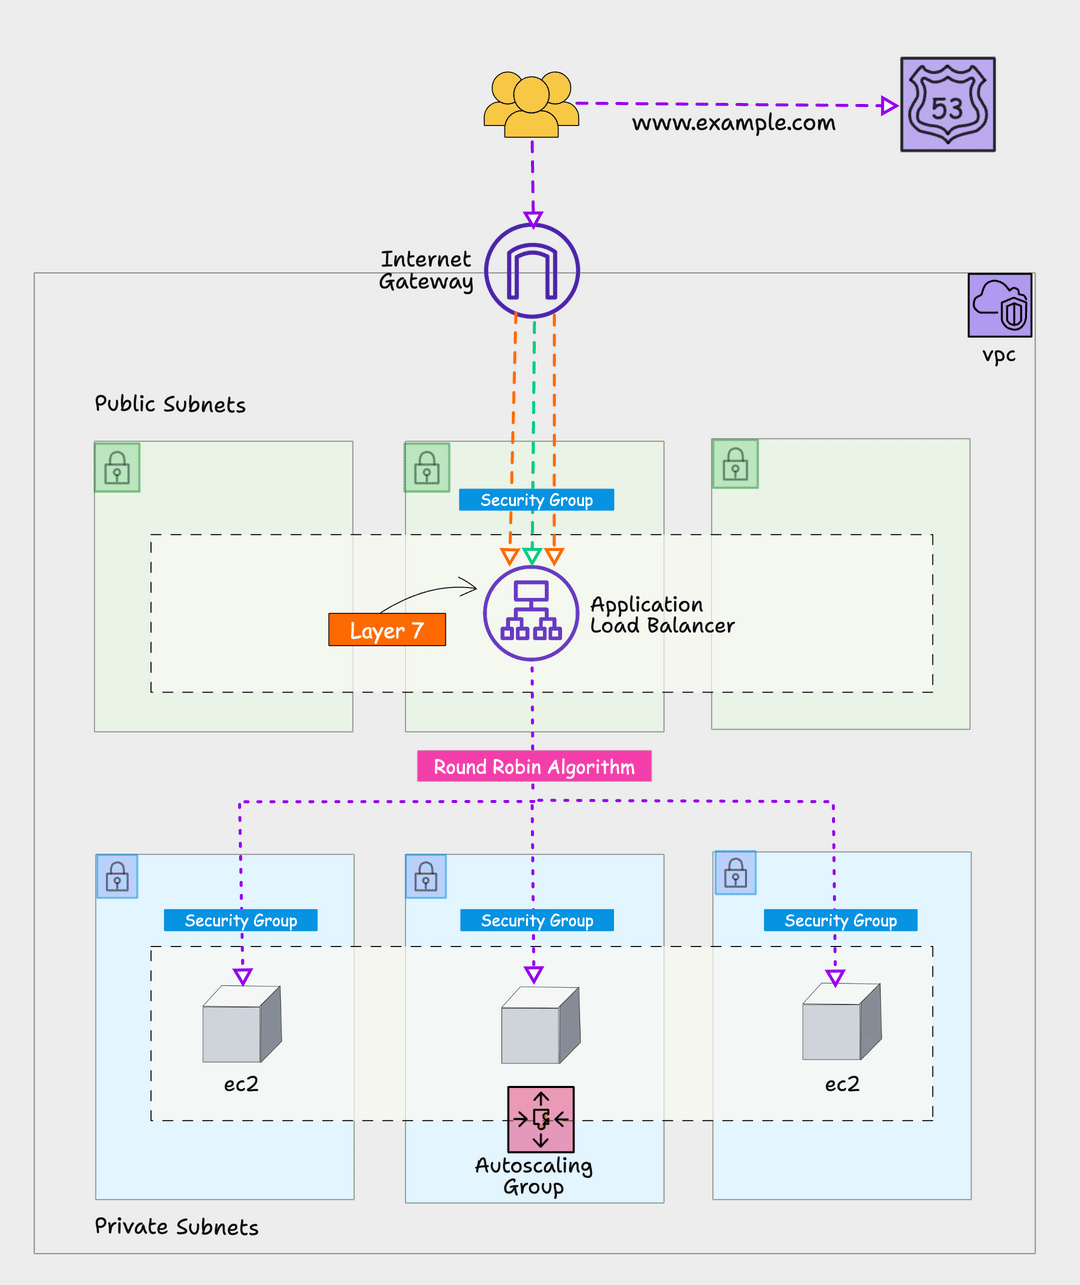 53
www.example.com
Internet
Gateway
vpc
Public Subnets
Security Group
Application
Load Balancer
Layer 7
Round Robin Algorithm
Security Group
Security Group
Security Group
ec2
ec2
Autoscaling
Group
Private Subnets